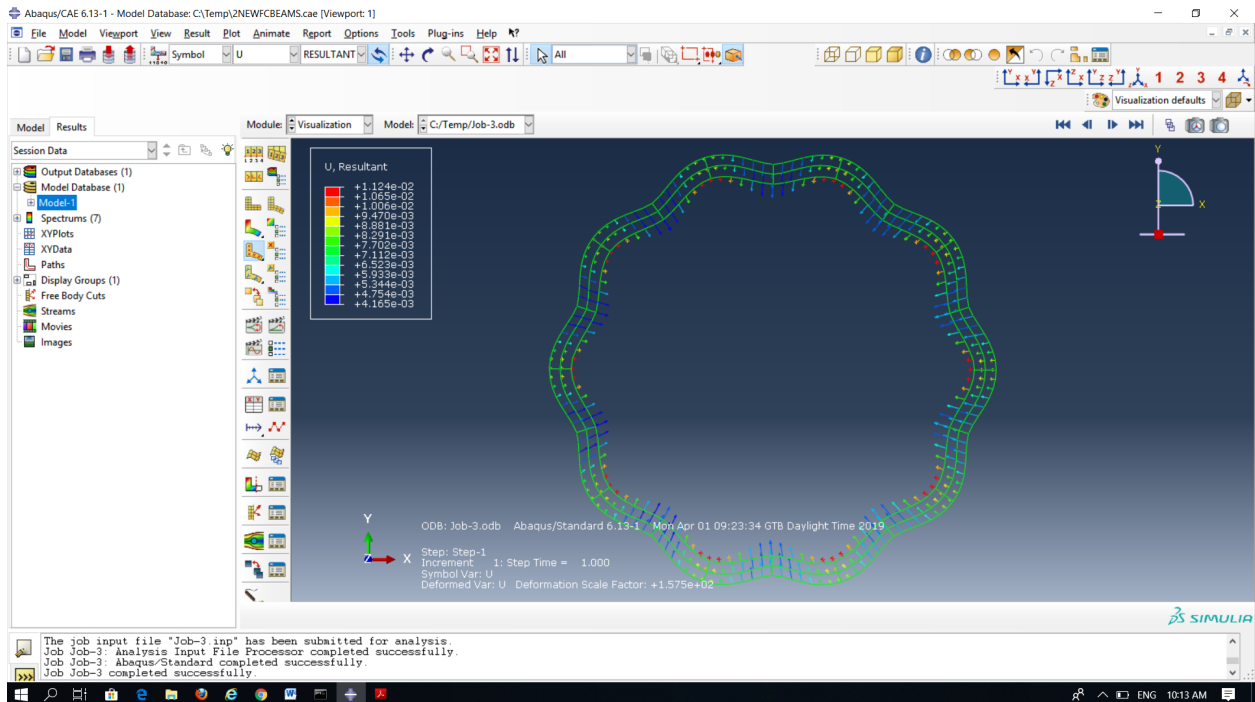 Abaqus/CAE 6.13-1 - Model Database: C:\Temp\2NEWFCBEAMS.cae [Viewport: 1]
File Model Viewport View Result Plot Animate Report Options Tools Plug-ins Help
Symbol U RESULTANT All
1 2 3 4
Visualization defaults
Model Results
Module: Visualization Model: C:/Temp/Job-3.odb
Session Data
Output Databases (1)
Model Database (1)
Model-1
Spectrums (7)
XYPlots
XYData
Paths
Display Groups (1)
Free Body Cuts
Streams
Movies
Images
U, Resultant
+1.124e-02
+1.065e-02
+1.006e-02
+9.470e-03
+8.881e-03
+8.291e-03
+7.702e-03
+7.112e-03
+6.523e-03
+5.933e-03
+5.344e-03
+4.754e-03
+4.165e-03
Y
Z X
Y
Z X
ODB: Job-3.odb Abaqus/Standard 6.13-1 Mon Apr 01 09:23:34 GTB Daylight Time 2019
Step: Step-1
Increment 1: Step Time = 1.000
Symbol Var: U
Deformed Var: U Deformation Scale Factor: +1.575e+02
SIMULIA
The job input file "Job-3.inp" has been submitted for analysis.
Job Job-3: Analysis Input File Processor completed successfully.
Job Job-3: Abaqus/Standard completed successfully.
Job Job-3 completed successfully.
ENG 10:13 AM